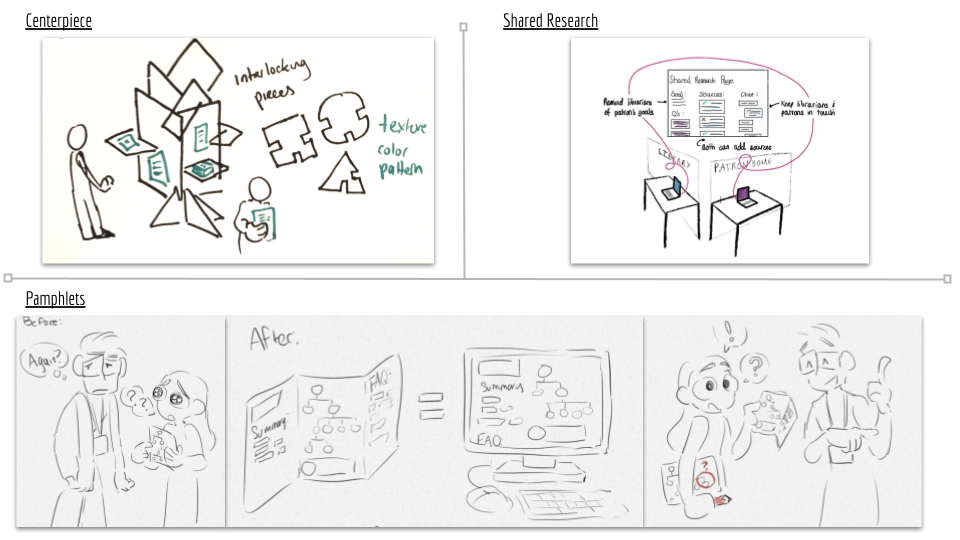 Centerpiece
interlocking
pieces
texture
color
pattern
Shared Research
Shared Research Page
Goal:
Sources:
Chat:
Q's:
Remind librarians
of patron's goals
Keep librarians &
patrons in touch
Both can add sources
LIBRARY
PATRON HOME
Pamphlets
Before:
Again?
??
After:
Summary:
FAQ:
=
Summary
FAQ:
!
?
?